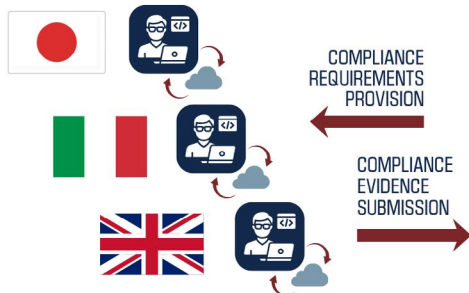 COMPLIANCE
REQUIREMENTS
PROVISION
COMPLIANCE
EVIDENCE
SUBMISSION